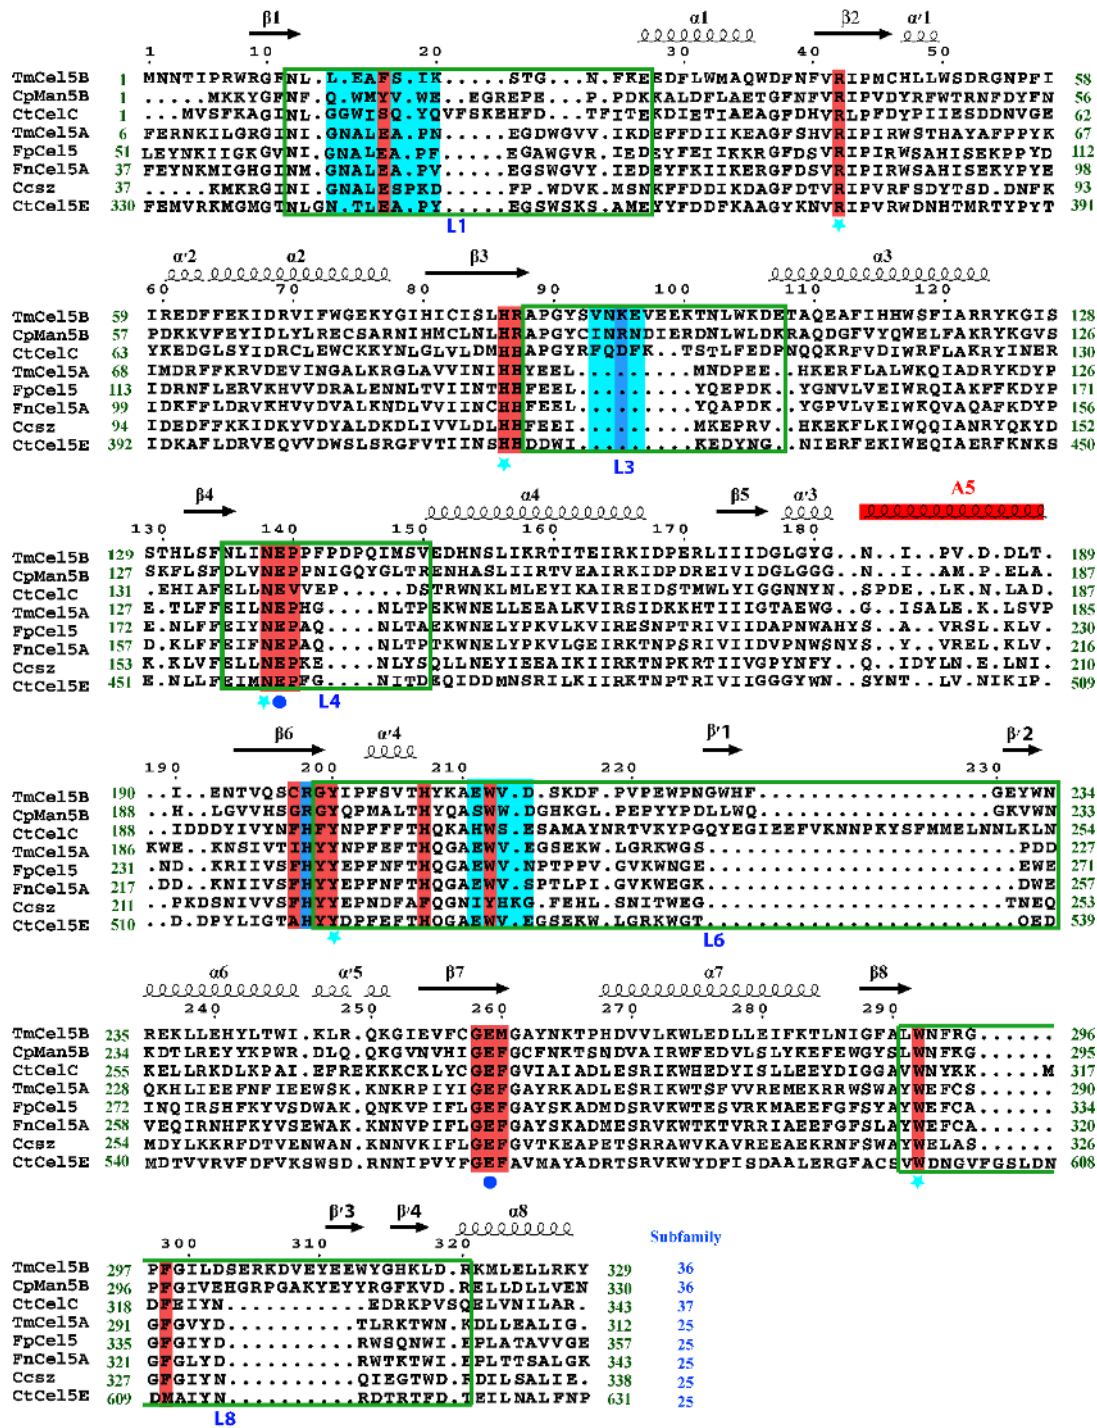 β1 α1 β2 α'1
1 10 20 30 40 50
TmCel5B 1 MNNTIPRWRGFNL.L.EAFS.IK.....STG...N.FKEEDFLWMAQWDFNFVRIPMCHLLWSDRGNPFI 58
CpMan5B 1 .....MKKYGFNF.Q.WMYV.WE..EGREPE...P.PDKKALDFLAETGFNFVRIPVDYRFWTRNFDYFN 56
CtCelC 1 ...MVSFKAGINL.GGWISQ.YQVFSKEHFD...TFITEKDIETIAEAGFDHVRLPFDYPIIESDDNVGE 62
TmCel5A 6 FERNKILGRGINI.GNALEA.PN.....EGDWGVV.IKDEFFDIIKEAGFSHVRIPIRWSTHAYAFPPYK 67
FpCel5 51 LEYNKIIGKGVNI.GNALEA.PF.....EGAWGVR.IEDEYFEIIKKRGFDSVRIPIRWSAHISEKPPYD 112
FnCel5A 37 FEYNKMIGHGINM.GNALEA.PV.....EGSWGVY.IEDEYFKIIKERGFDSVRIPIRWSAHISEKYPYE 98
Ccsz 37 .....KMKRGINI.GNALESPKD.....FP.WDVK.MSNKFFDDIKHAGFDTVRIPVRFSDYTSD.DNFK 93
CtCel5E 330 FEMVRKMGMGTNLGN.TLEA.PY.....EGSWSKS.AMEYYFDDFKAAGYKNVRIPVRWDNHTMRTYPYT 391
L1
α'2 α2 β3 α3
60 70 80 90 100 110 120
TmCel5B 59 IREDFFEKIDRVIFWGEKYGIHICISLHRAPGYSVNKEVEEKTNLWKDETAQEAFIHHWSFIARRYKGIS 128
CpMan5B 57 PDKKVFEYIDLYLRECSARNIHMCLNLHRAPGYCINRNDIERDNLWLDKRAQDGFVYQWEIFAKRYKGVS 126
CtCelC 63 YKEDGLSYIDRCLEWCKKYNLGLVLDMHHAPGYRFQDFK..TSTLFEDPNQQKRFVDIWRFLAKRYINER 130
TmCel5A 68 IMDRFFKRVDEVINGALKRGLAVVINIHHYEEL........MNDPEE.HKERFLALWKQIADRYKDYP 126
FpCel5 113 IDRNFLERVKHVVDRALENNLTVIINTHHFEEL........YQEPDK.YGNVLVEIWRQIAKFFKDYP 171
FnCel5A 99 IDKFFLDRVKHVVDVALKNDLVVIINCHHFEEL........YQAPDK.YGPVLVEIWKQVAQAFKDYP 156
Ccsz 94 IDEDFFKKIDKYVDYALDKDLIVVLDLHHFEEI........MKEPRV.HKEKFLKIWQQIANRYQKYD 152
CtCel5E 392 IDKAFLDRVEQVVDWSLSRGFVTIINSHHDDWI........KEDYNG.NIERFEKIWEQIAERFKNKS 450
L3
β4 α4 β5 α'3 A5
130 140 150 160 170 180
TmCel5B 129 STHLSFNLINEPPFPDPQIMSVEDHNSLIKRTITEIRKIDPERLIIIDGLGYG..N..I..PV.D.DLT. 189
CpMan5B 127 SKFLSFDLVNEPPNIGQYGLTRENHASLIIRTVEAIRKIDPDREIVIDGLGGG..N..I..AM.P.ELA. 187
CtCelC 131 .EHIAFELLNEVVEP...DSTRWNKLMLEYIKAIREIDSTMWLYIGGNNYN..SPDE..LK.N.LAD. 187
TmCel5A 127 E.TLFFEILNEPHG....NLTPEKWNELLEEALKVIRSIDKKHTIIIGTAEWG..G.ISALE.K.LSVP 185
FpCel5 172 E.NLLFFEIYNEPAQ....NLTAEKWNALYPKVLKVIRESNPTRIVIIDAPNWAHYS..A..VRSL.KLV. 230
FnCel5A 157 D.KLFFEIFNEPAQ....NLTPTKWNELYPKVLGEIRKTNPSRIVIIDVPNWSNYS..Y..VREL.KLV. 216
Ccsz 153 K.KLVFELLNEPKE....NLYSQLLNEYIEEAIKIIRKTNPKRTIIVGPYNFY..Q..IDYLN.ELNI. 210
CtCel5E 451 E.NLLFEIMNEPFG....NITDEQIDDMNSRILKIIRKTNPTRIVIIGGGYWN..SYNT..LV.NIKIP. 509
L4
β6 α'4 β'1 β'2
190 200 210 220 230
TmCel5B 190 ..I..ENTVQSCRGYIPFSVTHYKAEWV.D.SKDF.PVPEWPNGWHF...............GEYWN 234
CpMan5B 188 ..H..LGVVHSGRGYQPMALTHYQASWW.DGHKGL.PEPYYPDLLWQ...............GKVWN 233
CtCelC 188 ..IDDDYIVYNFHFYNPFFFTHQKAHWS.ESAMAYNRTVKYPGQYEGIEEFVKNNPKYSFMMELNNLKLN 254
TmCel5A 186 KWE..KNSIVTIHYYNPFEFTHQGAEWV.EGSEKW.LGRKWGS...............PDD 227
FpCel5 231 .ND..KRIIVSFHYYEPFNFTHQGAEWV.NPTPPV.GVKWNGE...............EWE 271
FnCel5A 217 .DD..KNIIVSFHYYEPFNFTHQGAEWV.SPTLPI.GVKWEGK...............DWE 257
Ccsz 211 ..PKDSNIVVSFHYYEPNDFAFQGNIYHKG.FEHL.SNITWEG...............TNEQ 253
CtCel5E 510 ..D.DPYLIGTAHYYDPFEFTHQGAEWV.EGSEKW.LGRKWGT...............QED 539
L6
α6 α'5 β7 α7 β8
240 250 260 270 280 290
TmCel5B 235 REKLLEHYLTWI.KLR.QKGIEVFCGEMGAYNKTPHDVVLKWLEDLLEIFKTLNIGFALWNFRG...... 296
CpMan5B 234 KDTLREYYKPWR.DLQ.QKGVNVHIGEFGCFNKTSNDVAIRWFEDVLSLYKEFEWGYSLWNFKG...... 295
CtCelC 255 KELLRKDLKPAI.EFREKKKCKLYCGEFGVIAIADLESRIKWHEDYISLLEEYDIGGAVWNYKK.....M 317
TmCel5A 228 QKHLIEEFNFIEEWSK.KNKRPIYIGEFGAYRKADLESRIKWTSFVVREMEKRRWSWAYWEFCS...... 290
FpCel5 272 INQIRSHFKYVSDWAK.QNKVPIFLGEFGAYSKADMDSRVKWTESVRKMAEEFGFSYAYWEFCA...... 334
FnCel5A 258 VEQIRNHFKYVSEWAK.KNNVPIFLGEFGAYSKADMESRVKWTKTVRRIAEEFGFSLAYWEFCA...... 320
Ccsz 254 MDYLKKRFDTVENWAN.KNNVKIFLGEFGVTKEAPETSRRAWVKAVREEAEKRNFSWAYWELAS...... 326
CtCel5E 540 MDTVVRVFDFVKSWSD.RNNIPVYFGEFAVMAYADRTSRVKWYDFISDAALERGFACSVWDNGVFGSLDN 608
β'3 β'4 α8
300 310 320 Subfamily
TmCel5B 297 PFGILDSERKDVEYEEWYGHKLD.RKMLELLRKY 329 36
CpMan5B 296 PFGIVEHGRPGAKYEYYRGFKVD.RELLDLLVEN 330 36
CtCelC 318 DFEIYN.........EDRKPVSQELVNILAR. 343 37
TmCel5A 291 GFGVYD.........TLRKTWN.KDLLEALIG. 312 25
FpCel5 335 GFGIYD.........RWSQNWI.EPLATAVVGE 357 25
FnCel5A 321 GFGLYD.........RWTKTWI.EPLTTSALGK 343 25
Ccsz 327 GFGIYN.........QIEGTWD.FDILSALIE. 338 25
CtCel5E 609 DMAIYN.........RDTRTFD.TEILNALFNP 631 25
L8